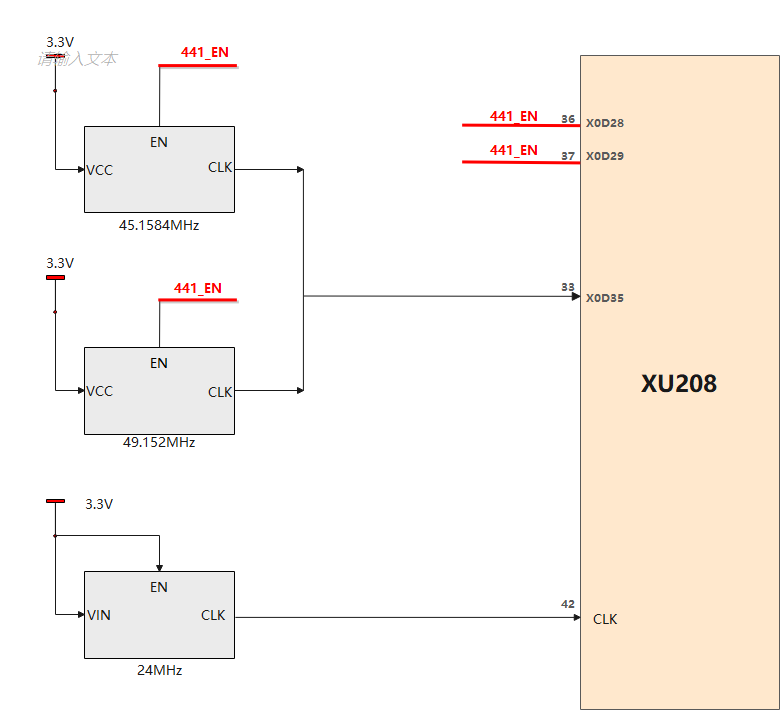 3.3V
请输入文本
441_EN
EN
VCC
CLK
45.1584MHz
3.3V
441_EN
EN
VCC
CLK
49.152MHz
3.3V
EN
VIN
CLK
24MHz
441_EN
36
X0D28
441_EN
37
X0D29
33
X0D35
XU208
42
CLK